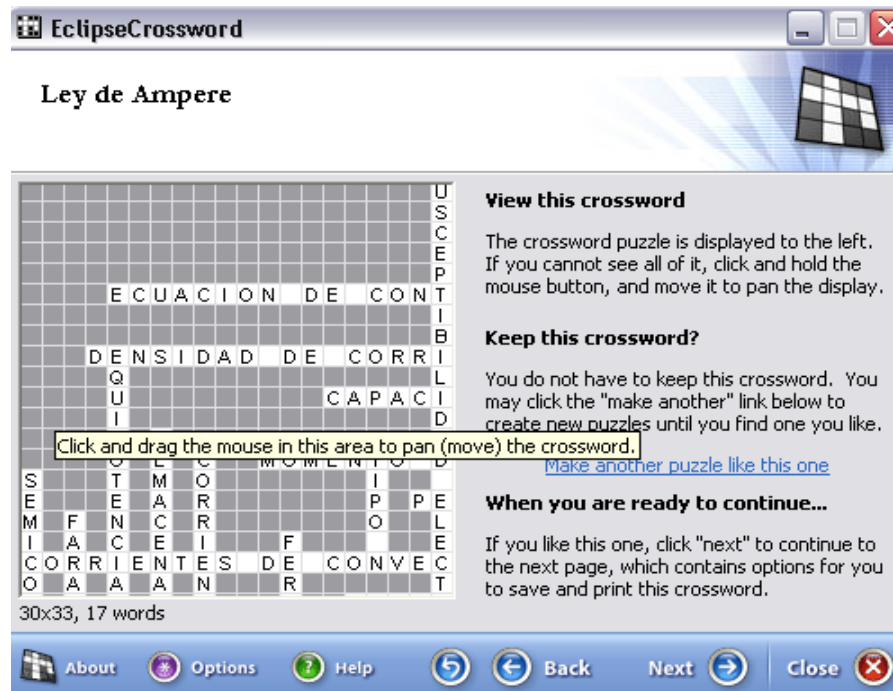 EclipseCrossword
Ley de Ampere
View this crossword
The crossword puzzle is displayed to the left.
If you cannot see all of it, click and hold the
mouse button, and move it to pan the display.
Keep this crossword?
You do not have to keep this crossword. You
may click the "make another" link below to
create new puzzles until you find one you like.
Make another puzzle like this one
When you are ready to continue...
If you like this one, click "next" to continue to
the next page, which contains options for you
to save and print this crossword.
USCEPTIBILID
ECUACION DE CONT
DENSIDAD DE CORRI
CAPACI
Click and drag the mouse in this area to pan (move) the crossword.
MOMENTO
SEMICO
CORRIENTES DE CONVEC
30x33, 17 words
About
Options
Help
Back
Next
Close